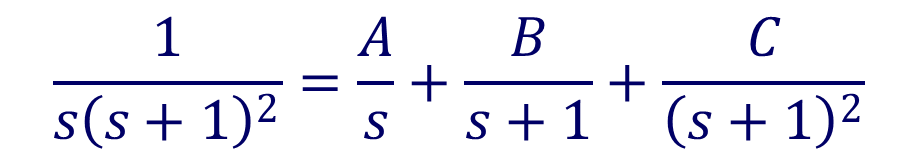 1/(s(s + 1)²) = A/s + B/(s + 1) + C/(s + 1)²